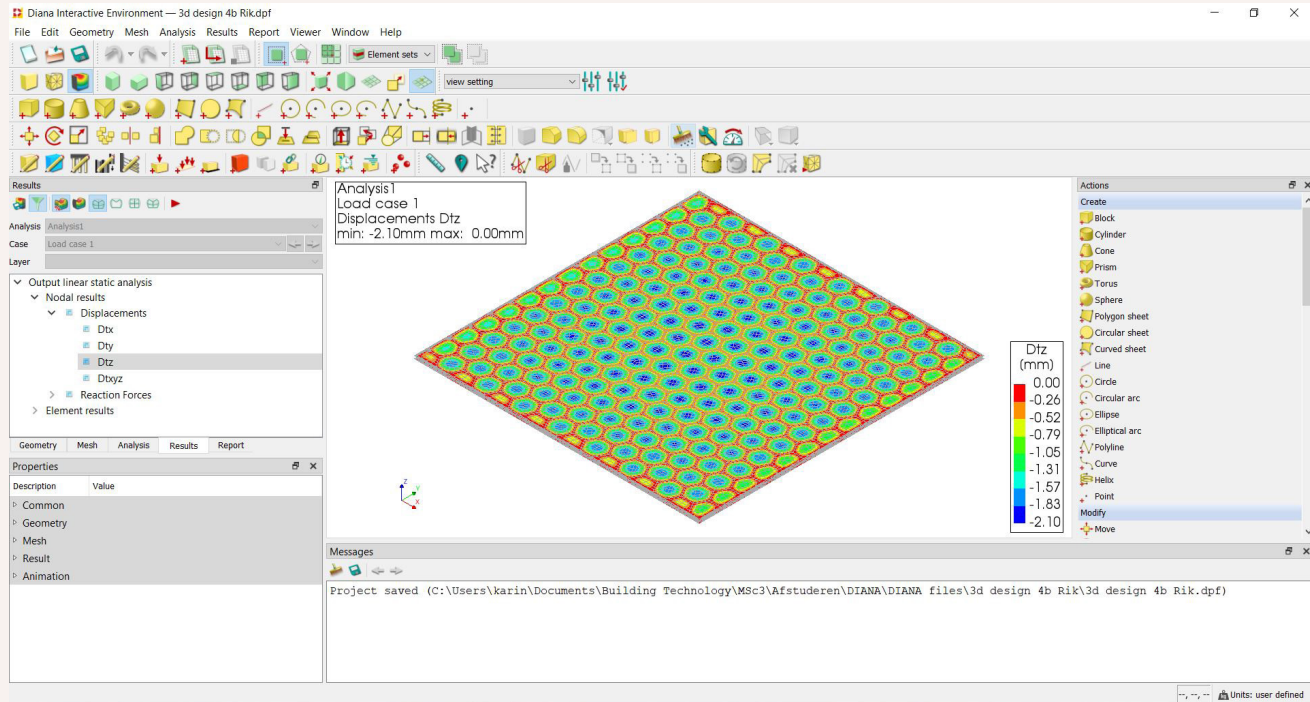 Diana Interactive Environment — 3d design 4b Rik.dpf
File Edit Geometry Mesh Analysis Results Report Viewer Window Help
Element sets
view setting
Results
Analysis Analysis1
Case Load case 1
Layer
Output linear static analysis
Nodal results
Displacements
Dtx
Dty
Dtz
Dtxyz
Reaction Forces
Element results
Geometry Mesh Analysis Results Report
Properties
Description Value
Common
Geometry
Mesh
Result
Animation
Analysis1
Load case 1
Displacements Dtz
min: -2.10mm max: 0.00mm
Z
Y
X
Dtz
(mm)
0.00
-0.26
-0.52
-0.79
-1.05
-1.31
-1.57
-1.83
-2.10
Messages
Project saved (C:\Users\karin\Documents\Building Technology\MSc3\Afstuderen\DIANA\DIANA files\3d design 4b Rik\3d design 4b Rik.dpf)
Actions
Create
Block
Cylinder
Cone
Prism
Torus
Sphere
Polygon sheet
Circular sheet
Curved sheet
Line
Circle
Circular arc
Ellipse
Elliptical arc
Polyline
Curve
Helix
Point
Modify
Move
--, --, -- Units: user defined